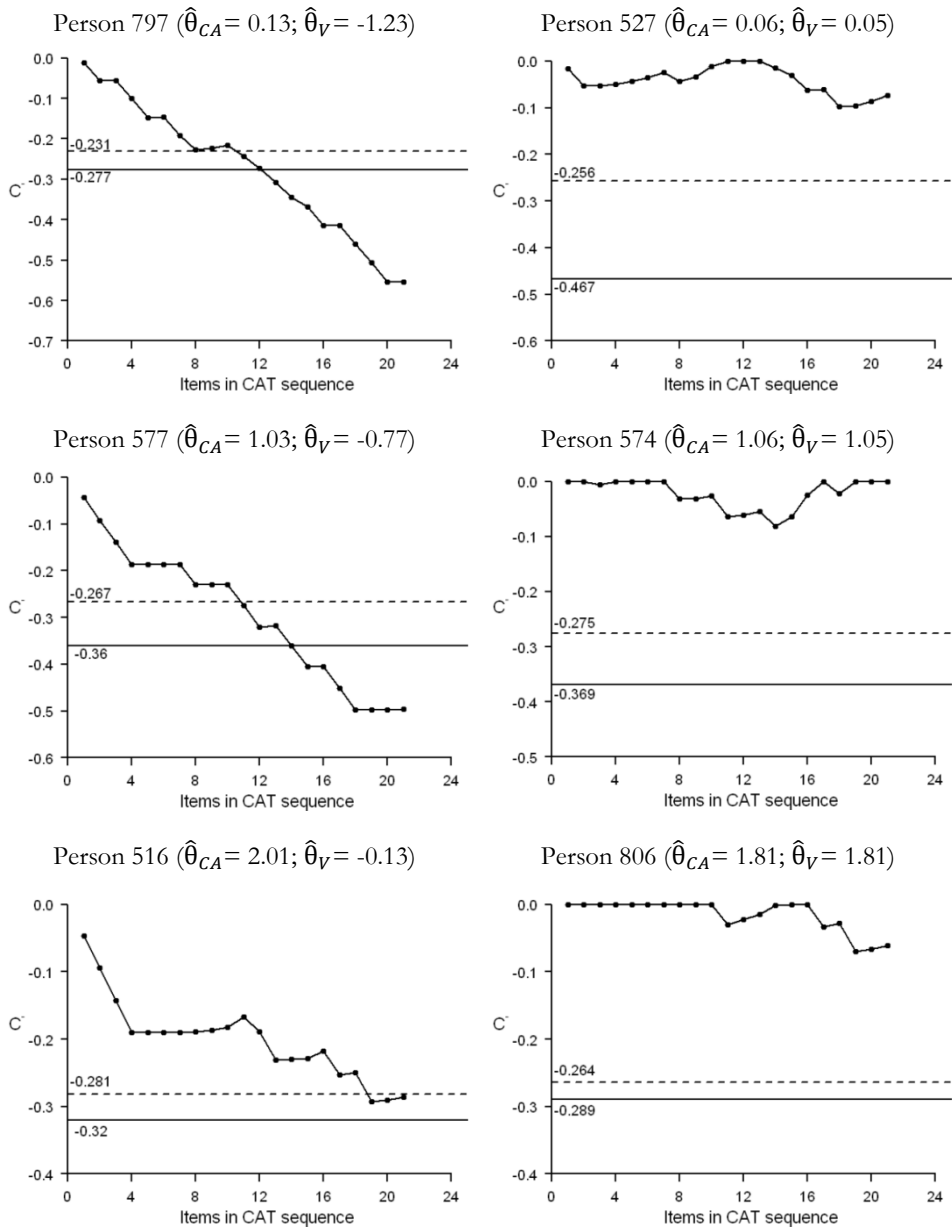 Person 797 (θ̂CA= 0.13; θ̂V= -1.23)
0.0
-0.1
-0.2
-0.231
-0.277
-0.3
C-
-0.4
-0.5
-0.6
-0.7
0 4 8 12 16 20 24
Items in CAT sequence
Person 527 (θ̂CA= 0.06; θ̂V= 0.05)
0.0
-0.1
-0.2
-0.256
C-
-0.3
-0.4
-0.467
-0.5
-0.6
0 4 8 12 16 20 24
Items in CAT sequence
Person 577 (θ̂CA= 1.03; θ̂V= -0.77)
0.0
-0.1
-0.2
-0.267
C-
-0.3
-0.36
-0.4
-0.5
-0.6
0 4 8 12 16 20 24
Items in CAT sequence
Person 574 (θ̂CA= 1.06; θ̂V= 1.05)
0.0
-0.1
-0.2
C-
-0.275
-0.3
-0.369
-0.4
-0.5
0 4 8 12 16 20 24
Items in CAT sequence
Person 516 (θ̂CA= 2.01; θ̂V= -0.13)
0.0
-0.1
C-
-0.2
-0.281
-0.3
-0.32
-0.4
0 4 8 12 16 20 24
Items in CAT sequence
Person 806 (θ̂CA= 1.81; θ̂V= 1.81)
0.0
-0.1
C-
-0.2
-0.264
-0.289
-0.3
-0.4
0 4 8 12 16 20 24
Items in CAT sequence